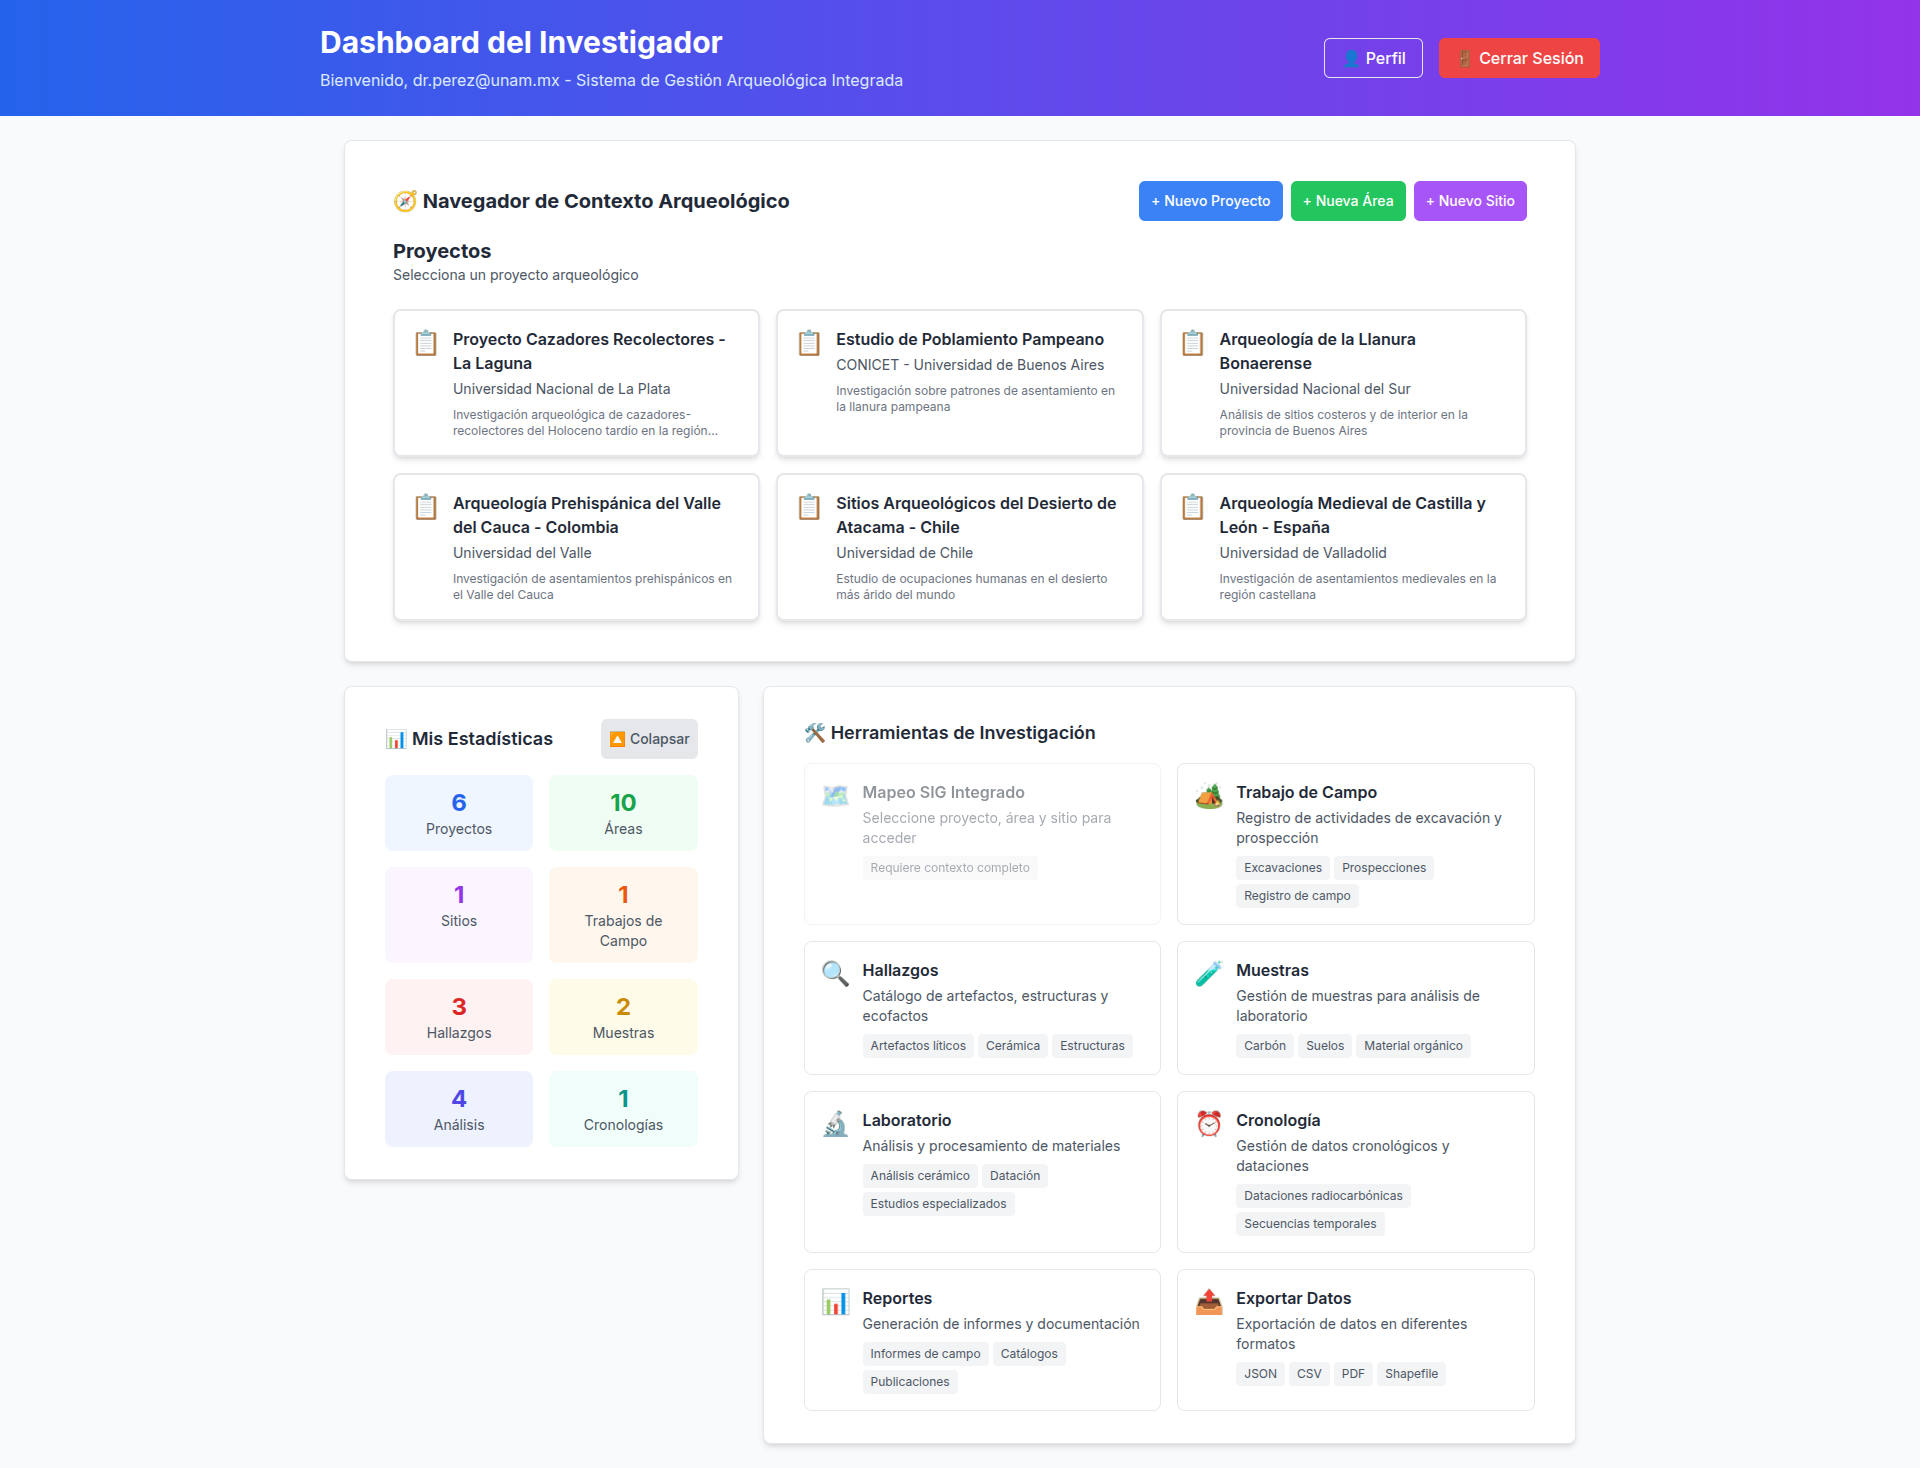 Dashboard del Investigador
Bienvenido, dr.perez@unam.mx - Sistema de Gestión Arqueológica Integrada
Perfil
Cerrar Sesión
Navegador de Contexto Arqueológico
+ Nuevo Proyecto
+ Nueva Área
+ Nuevo Sitio
Proyectos
Selecciona un proyecto arqueológico
Proyecto Cazadores Recolectores -
La Laguna
Universidad Nacional de La Plata
Investigación arqueológica de cazadores-
recolectores del Holoceno tardío en la región...
Estudio de Poblamiento Pampeano
CONICET - Universidad de Buenos Aires
Investigación sobre patrones de asentamiento en
la llanura pampeana
Arqueología de la Llanura
Bonaerense
Universidad Nacional del Sur
Análisis de sitios costeros y de interior en la
provincia de Buenos Aires
Arqueología Prehispánica del Valle
del Cauca - Colombia
Universidad del Valle
Investigación de asentamientos prehispánicos en
el Valle del Cauca
Sitios Arqueológicos del Desierto de
Atacama - Chile
Universidad de Chile
Estudio de ocupaciones humanas en el desierto
más árido del mundo
Arqueología Medieval de Castilla y
León - España
Universidad de Valladolid
Investigación de asentamientos medievales en la
región castellana
Mis Estadísticas
Colapsar
6
Proyectos
10
Áreas
1
Sitios
1
Trabajos de
Campo
3
Hallazgos
2
Muestras
4
Análisis
1
Cronologías
Herramientas de Investigación
Mapeo SIG Integrado
Seleccione proyecto, área y sitio para
acceder
Requiere contexto completo
Trabajo de Campo
Registro de actividades de excavación y
prospección
Excavaciones
Prospecciones
Registro de campo
Hallazgos
Catálogo de artefactos, estructuras y
ecofactos
Artefactos líticos
Cerámica
Estructuras
Muestras
Gestión de muestras para análisis de
laboratorio
Carbón
Suelos
Material orgánico
Laboratorio
Análisis y procesamiento de materiales
Análisis cerámico
Datación
Estudios especializados
Cronología
Gestión de datos cronológicos y
dataciones
Dataciones radiocarbónicas
Secuencias temporales
Reportes
Generación de informes y documentación
Informes de campo
Catálogos
Publicaciones
Exportar Datos
Exportación de datos en diferentes
formatos
JSON
CSV
PDF
Shapefile